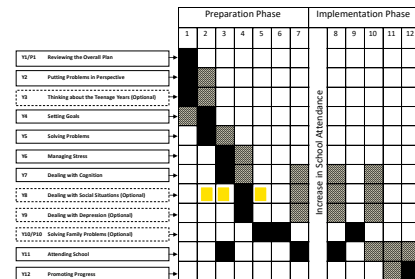 Preparation Phase Implementation Phase
1 2 3 4 5 6 7 8 9 10 11 12
Y1/P1 Reviewing the Overall Plan
Y2 Putting Problems in Perspective
Y3 Thinking about the Teenage Years (Optional)
Y4 Setting Goals
Y5 Solving Problems
Y6 Managing Stress
Y7 Dealing with Cognition
Y8 Dealing with Social Situations (Optional)
Y9 Dealing with Depression (Optional)
Y10/P10 Solving Family Problems (Optional)
Y11 Attending School
Y12 Promoting Progress
Increase in School Attendance